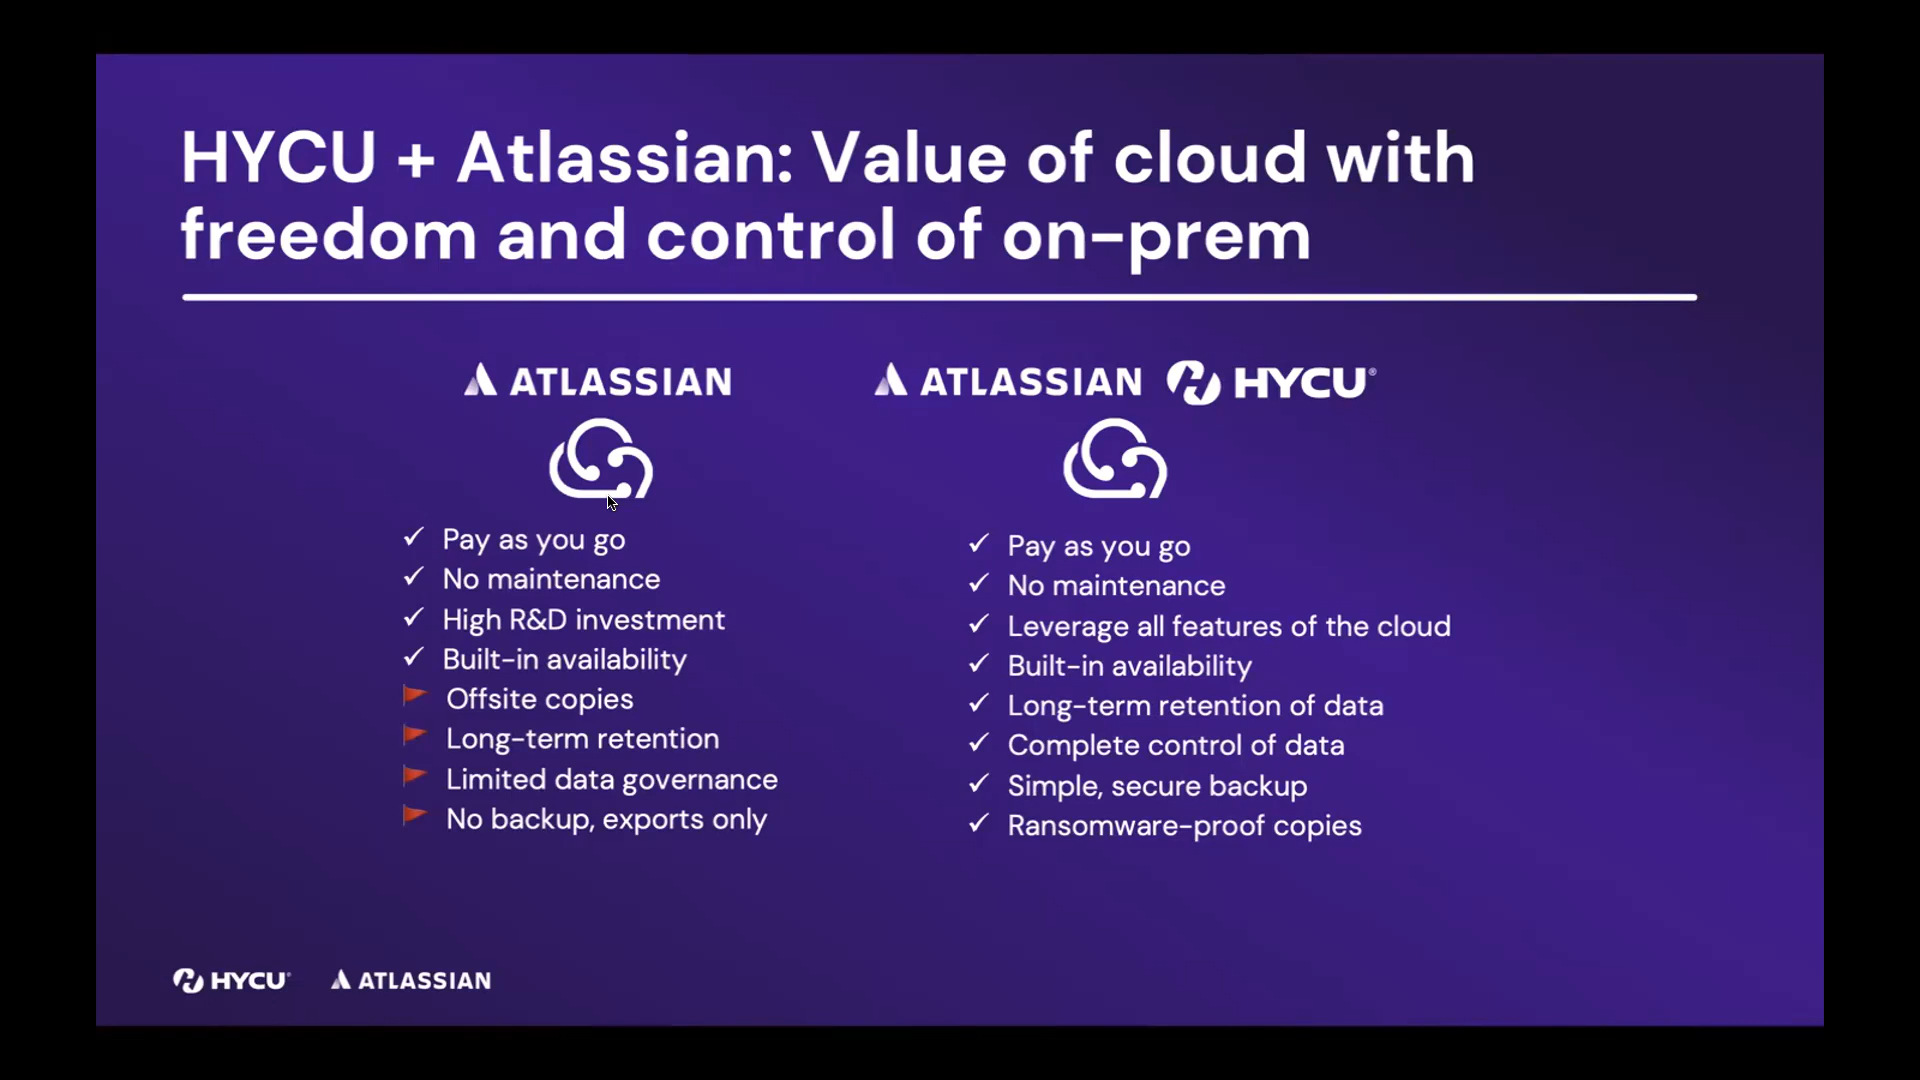 HYCU + Atlassian: Value of cloud with
freedom and control of on-prem
ATLASSIAN
Pay as you go
No maintenance
High R&D investment
Built-in availability
Offsite copies
Long-term retention
Limited data governance
No backup, exports only
ATLASSIAN HYCU®
Pay as you go
No maintenance
Leverage all features of the cloud
Built-in availability
Long-term retention of data
Complete control of data
Simple, secure backup
Ransomware-proof copies
HYCU® ATLASSIAN